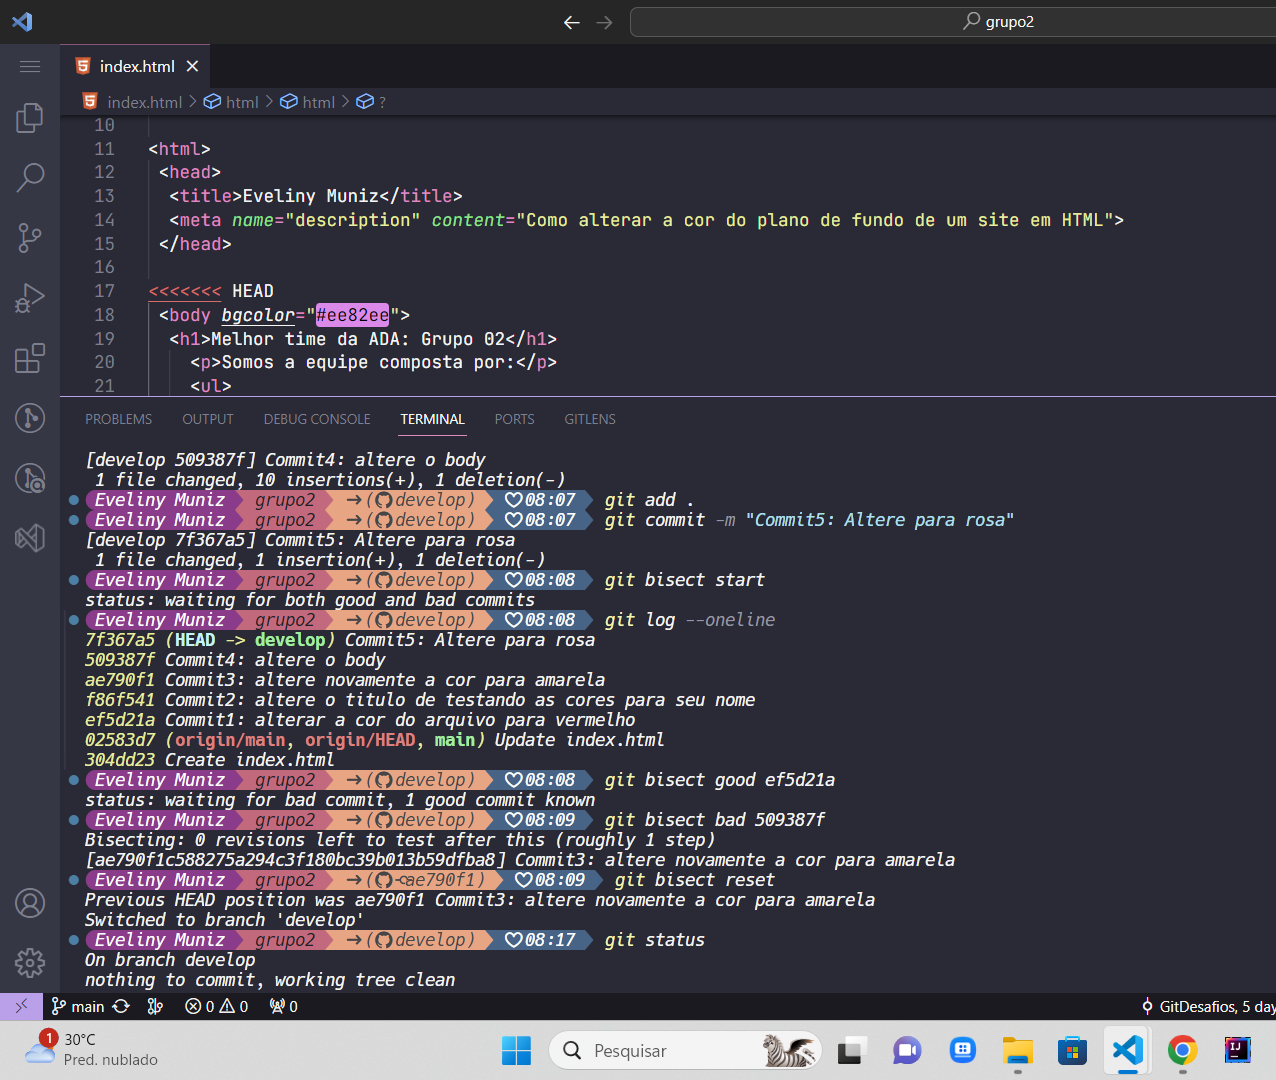 grupo2
index.html
index.html > html > html > ?
10
11 <html>
12 <head>
13 <title>Eveliny Muniz</title>
14 <meta name="description" content="Como alterar a cor do plano de fundo de um site em HTML">
15 </head>
16
17 <<<<<<< HEAD
18 <body bgcolor="#ee82ee">
19 <h1>Melhor time da ADA: Grupo 02</h1>
20 <p>Somos a equipe composta por:</p>
21 <ul>
PROBLEMS OUTPUT DEBUG CONSOLE TERMINAL PORTS GITLENS
[develop 509387f] Commit4: altere o body
1 file changed, 10 insertions(+), 1 deletion(-)
Eveliny Muniz grupo2 →(develop) 08:07 git add .
Eveliny Muniz grupo2 →(develop) 08:07 git commit -m "Commit5: Altere para rosa"
[develop 7f367a5] Commit5: Altere para rosa
1 file changed, 1 insertion(+), 1 deletion(-)
Eveliny Muniz grupo2 →(develop) 08:08 git bisect start
status: waiting for both good and bad commits
Eveliny Muniz grupo2 →(develop) 08:08 git log --oneline
7f367a5 (HEAD -> develop) Commit5: Altere para rosa
509387f Commit4: altere o body
ae790f1 Commit3: altere novamente a cor para amarela
f86f541 Commit2: altere o titulo de testando as cores para seu nome
ef5d21a Commit1: alterar a cor do arquivo para vermelho
02583d7 (origin/main, origin/HEAD, main) Update index.html
304dd23 Create index.html
Eveliny Muniz grupo2 →(develop) 08:08 git bisect good ef5d21a
status: waiting for bad commit, 1 good commit known
Eveliny Muniz grupo2 →(develop) 08:09 git bisect bad 509387f
Bisecting: 0 revisions left to test after this (roughly 1 step)
[ae790f1c588275a294c3f180bc39b013b59dfba8] Commit3: altere novamente a cor para amarela
Eveliny Muniz grupo2 →(ae790f1) 08:09 git bisect reset
Previous HEAD position was ae790f1 Commit3: altere novamente a cor para amarela
Switched to branch 'develop'
Eveliny Muniz grupo2 →(develop) 08:17 git status
On branch develop
nothing to commit, working tree clean
main 0 0 0 GitDesafios, 5 day
1 30°C
Pred. nublado
Pesquisar
IJ